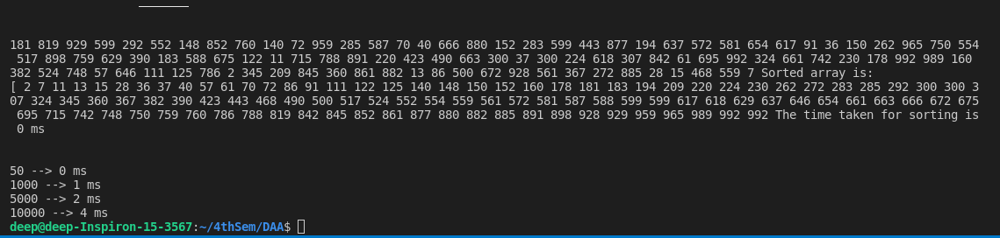 181 819 929 599 292 552 148 852 760 140 72 959 285 587 70 40 666 880 152 283 599 443 877 194 637 572 581 654 617 91 36 150 262 965 750 554
517 898 759 629 390 183 588 675 122 11 715 788 891 220 423 490 663 300 37 300 224 618 307 842 61 695 992 324 661 742 230 178 992 989 160
382 524 748 57 646 111 125 786 2 345 209 845 360 861 882 13 86 500 672 928 561 367 272 885 28 15 468 559 7 Sorted array is:
[ 2 7 11 13 15 28 36 37 40 57 61 70 72 86 91 111 122 125 140 148 150 152 160 178 181 183 194 209 220 224 230 262 272 283 285 292 300 300 3
07 324 345 360 367 382 390 423 443 468 490 500 517 524 552 554 559 561 572 581 587 588 599 599 617 618 629 637 646 654 661 663 666 672 675
695 715 742 748 750 759 760 786 788 819 842 845 852 861 877 880 882 885 891 898 928 929 959 965 989 992 992 The time taken for sorting is
0 ms
50 --> 0 ms
1000 --> 1 ms
5000 --> 2 ms
10000 --> 4 ms
deep@deep-Inspiron-15-3567:~/4thSem/DAA$